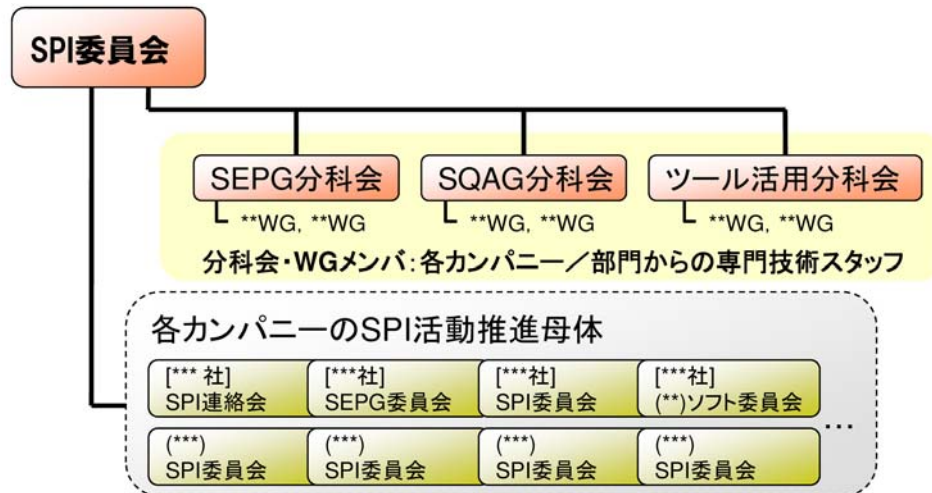 SPI委員会
SEPG分科会
SQAG分科会
ツール活用分科会
**WG, **WG
**WG, **WG
**WG, **WG
分科会・WGメンバ:各カンパニー/部門からの専門技術スタッフ
各カンパニーのSPI活動推進母体
[*** 社]
SPI連絡会
[***社]
SEPG委員会
[***社]
SPI委員会
[***社]
(**)ソフト委員会
(***)
SPI委員会
(***)
SPI委員会
(***)
SPI委員会
(***)
SPI委員会
…